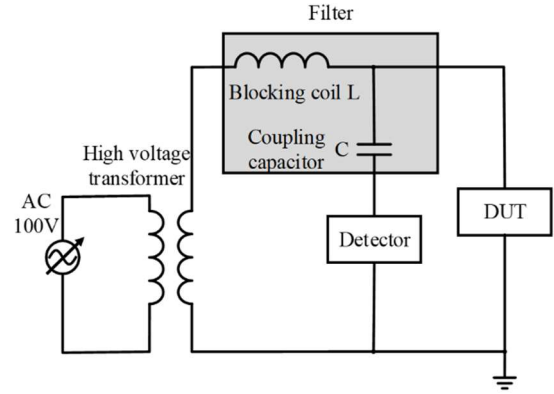 Filter
Blocking coil L
Coupling
capacitor C
High voltage
transformer
AC
100V
Detector
DUT